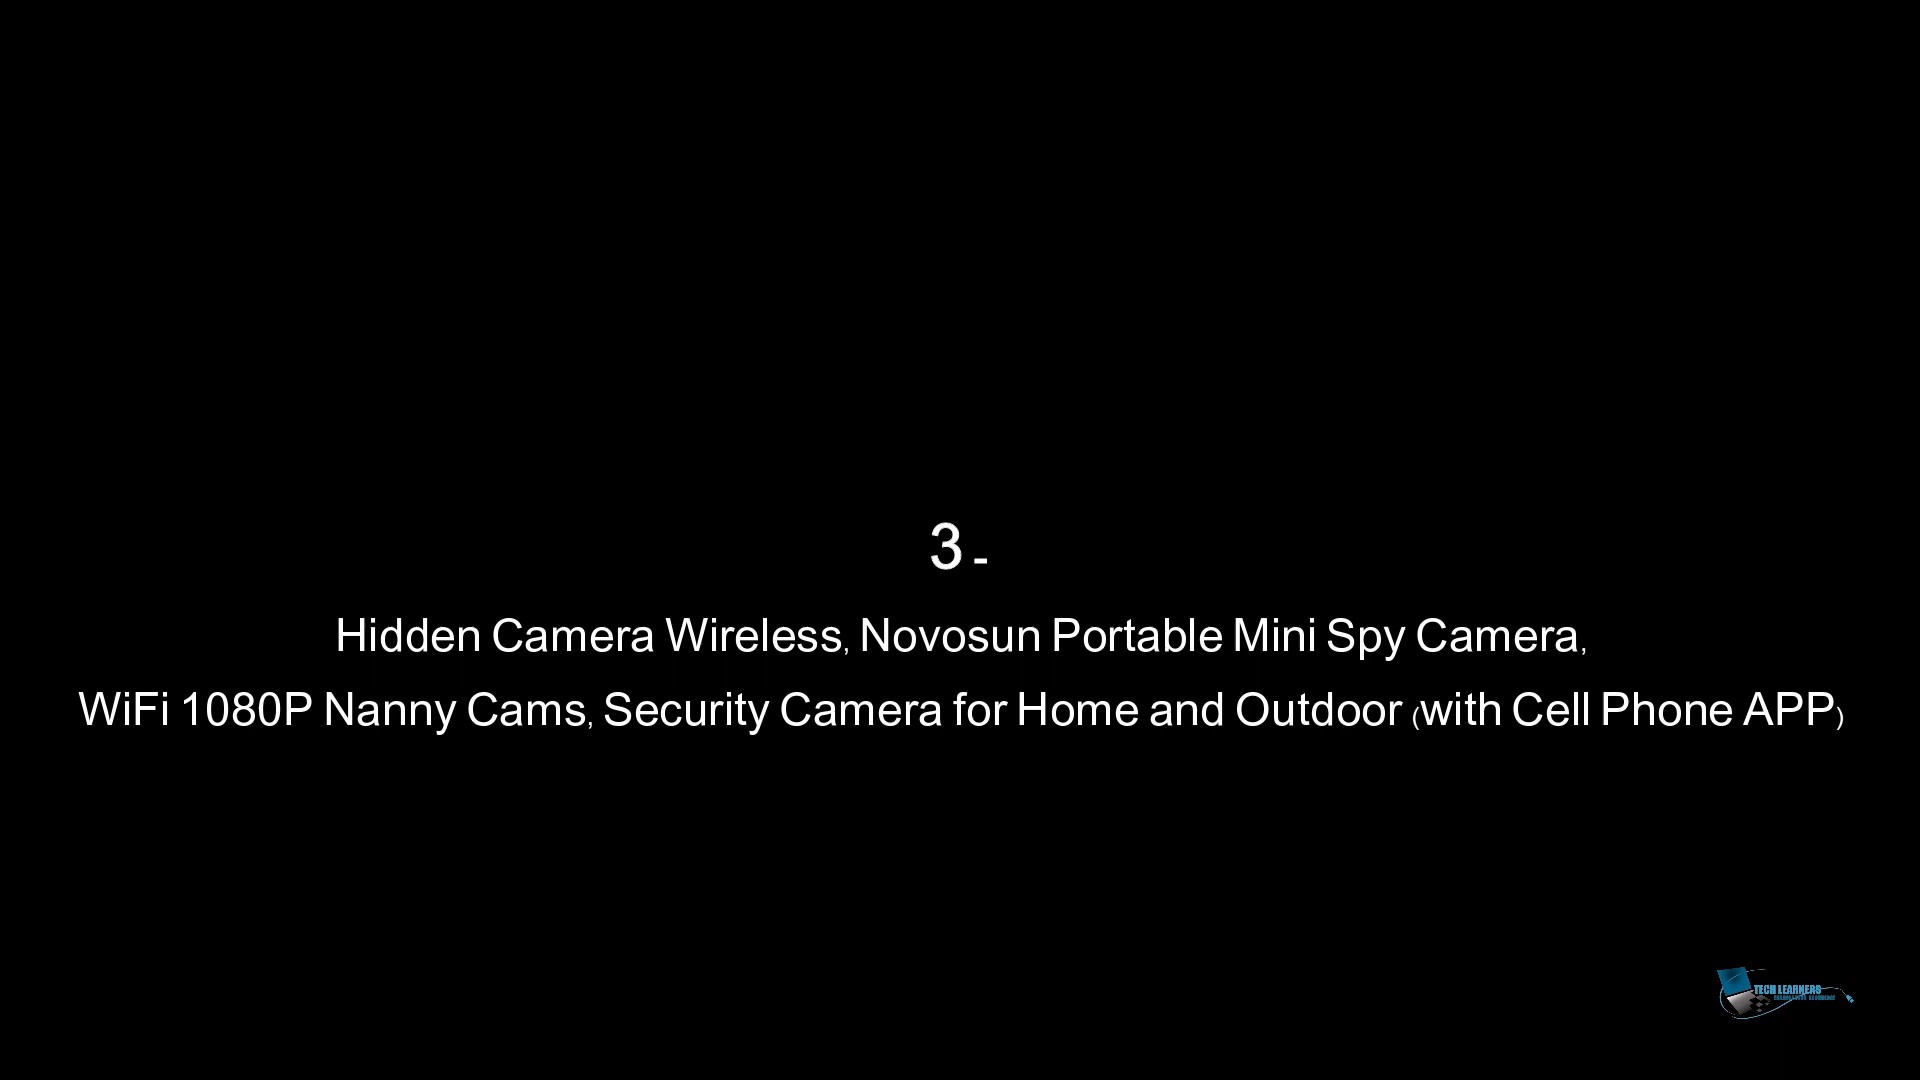 3 -
Hidden Camera Wireless, Novosun Portable Mini Spy Camera,
WiFi 1080P Nanny Cams, Security Camera for Home and Outdoor (with Cell Phone APP)
TECH LEARNERS